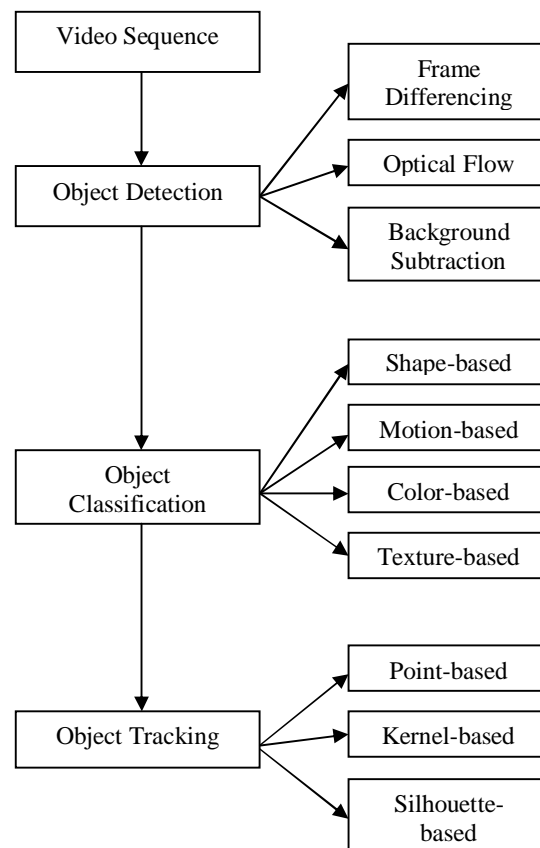 Video Sequence
Frame
Differencing
Object Detection
Optical Flow
Background
Subtraction
Shape-based
Motion-based
Object
Classification
Color-based
Texture-based
Point-based
Object Tracking
Kernel-based
Silhouette-
based